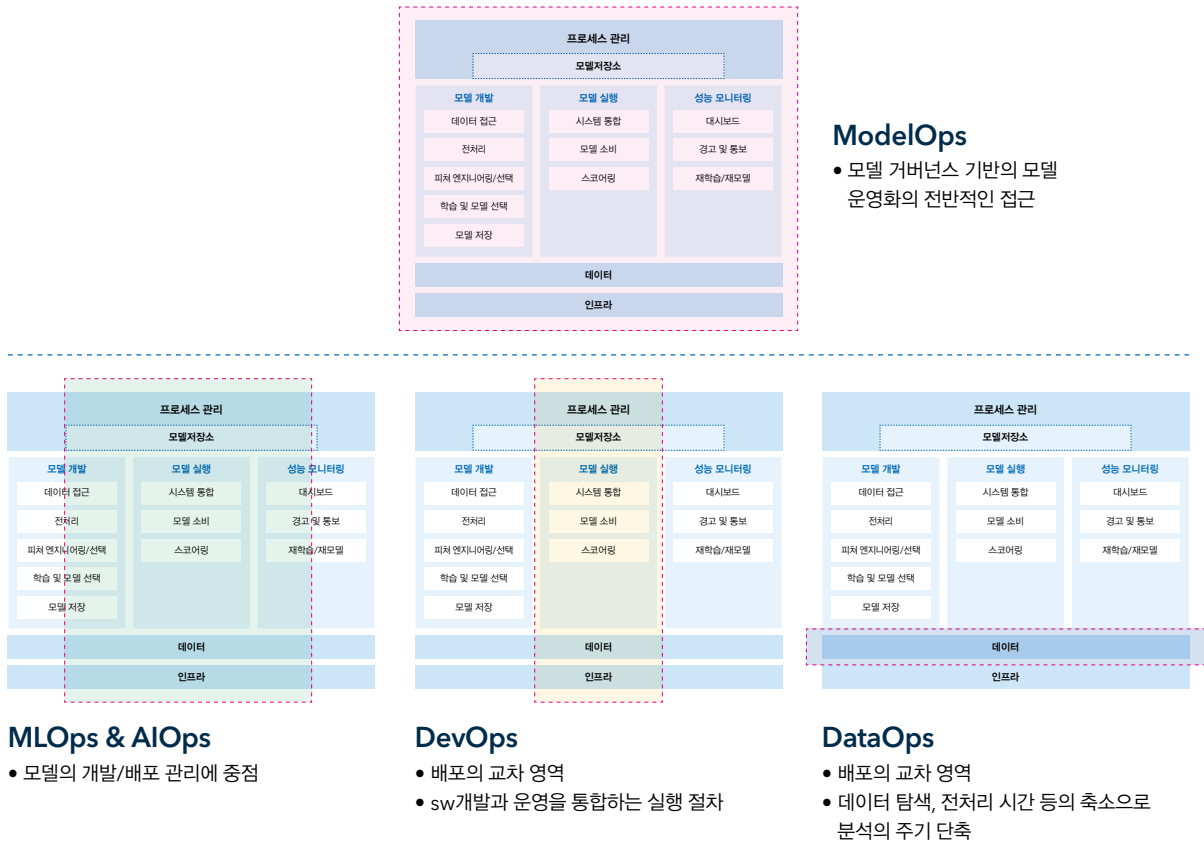 프로세스 관리
모델저장소
모델 개발
데이터 접근
전처리
피쳐 엔지니어링/선택
학습 및 모델 선택
모델 저장
모델 실행
시스템 통합
모델 소비
스코어링
성능 모니터링
대시보드
경고 및 통보
재학습/재모델
데이터
인프라
ModelOps
• 모델 거버넌스 기반의 모델
운영화의 전반적인 접근
프로세스 관리
모델저장소
모델 개발
데이터 접근
전처리
피쳐 엔지니어링/선택
학습 및 모델 선택
모델 저장
모델 실행
시스템 통합
모델 소비
스코어링
성능 모니터링
대시보드
경고 및 통보
재학습/재모델
데이터
인프라
MLOps & AIOps
• 모델의 개발/배포 관리에 중점
프로세스 관리
모델저장소
모델 개발
데이터 접근
전처리
피쳐 엔지니어링/선택
학습 및 모델 선택
모델 저장
모델 실행
시스템 통합
모델 소비
스코어링
성능 모니터링
대시보드
경고 및 통보
재학습/재모델
데이터
인프라
DevOps
• 배포의 교차 영역
• sw개발과 운영을 통합하는 실행 절차
프로세스 관리
모델저장소
모델 개발
데이터 접근
전처리
피쳐 엔지니어링/선택
학습 및 모델 선택
모델 저장
모델 실행
시스템 통합
모델 소비
스코어링
성능 모니터링
대시보드
경고 및 통보
재학습/재모델
데이터
인프라
DataOps
• 배포의 교차 영역
• 데이터 탐색, 전처리 시간 등의 축소으로
분석의 주기 단축